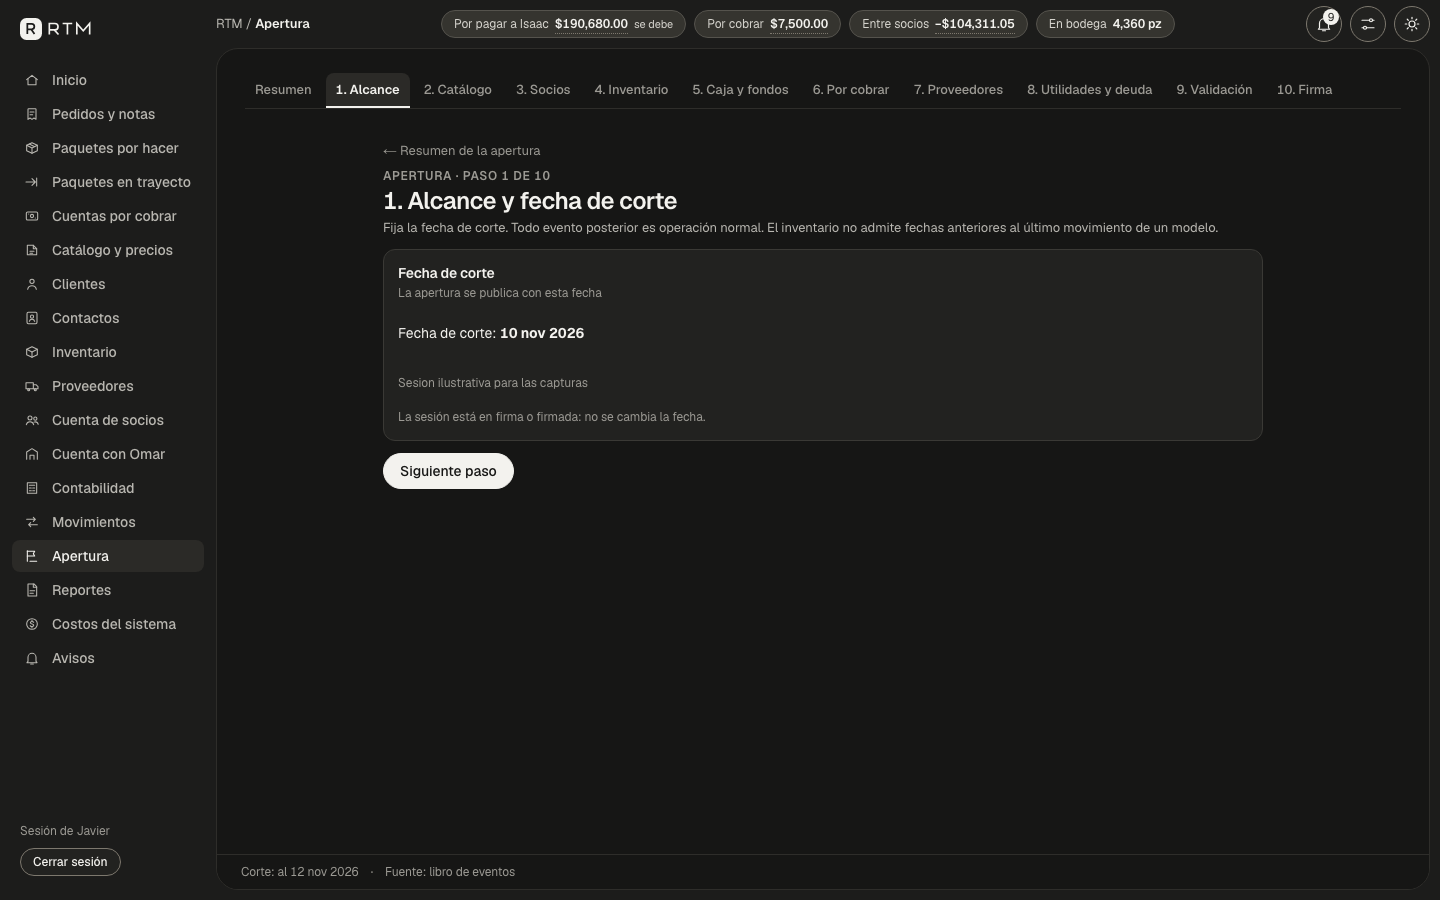 R RTM
RTM / Apertura
Por pagar a Isaac $190,680.00 se debe
Por cobrar $7,500.00
Entre socios −$104,311.05
En bodega 4,360 pz
9
Inicio
Pedidos y notas
Paquetes por hacer
Paquetes en trayecto
Cuentas por cobrar
Catálogo y precios
Clientes
Contactos
Inventario
Proveedores
Cuenta de socios
Cuenta con Omar
Contabilidad
Movimientos
Apertura
Reportes
Costos del sistema
Avisos
Sesión de Javier
Cerrar sesión
Resumen
1. Alcance
2. Catálogo
3. Socios
4. Inventario
5. Caja y fondos
6. Por cobrar
7. Proveedores
8. Utilidades y deuda
9. Validación
10. Firma
← Resumen de la apertura
APERTURA · PASO 1 DE 10
1. Alcance y fecha de corte
Fija la fecha de corte. Todo evento posterior es operación normal. El inventario no admite fechas anteriores al último movimiento de un modelo.
Fecha de corte
La apertura se publica con esta fecha
Fecha de corte: 10 nov 2026
Sesion ilustrativa para las capturas
La sesión está en firma o firmada: no se cambia la fecha.
Siguiente paso
Corte: al 12 nov 2026 · Fuente: libro de eventos